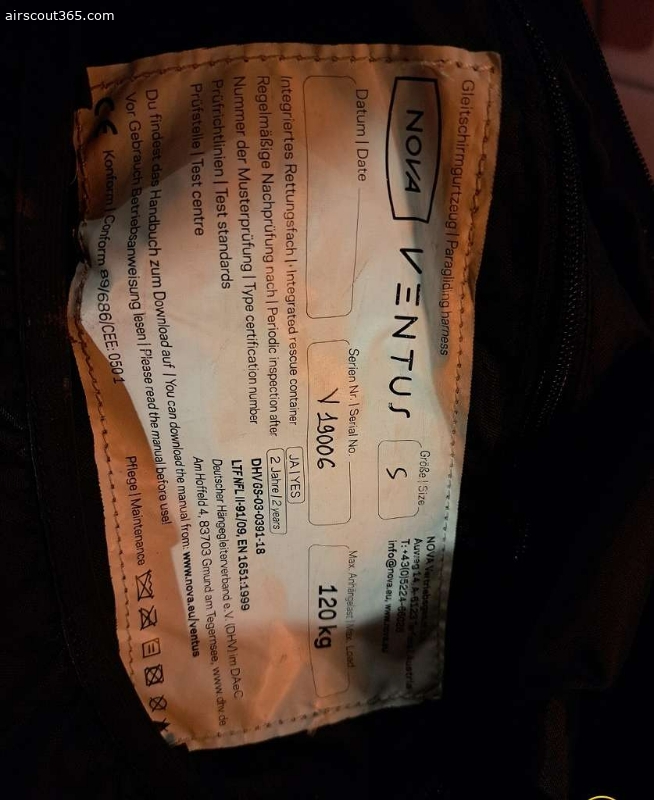 airscout365.com
Gleitschirmgurtzeug | Paragliding harness
NOVA VENTUS
Größe | Size
S
NOVA
info@nova.eu, www.nova.eu
Datum | Date
Serien Nr. | Serial No.
V 19006
Max. Anhängelast | Max. Load
120 kg
Integriertes Rettungsfach | Integrated rescue container JA | YES
Regelmäßige Nachprüfung nach | Periodic inspection after 2 Jahre | 2 years
Nummer der Musterprüfung | Type certification number DHV GS-03-0391-18
Prüfrichtlinien | Test standards LTF NFL II-91/09, EN 1651:1999
Prüfstelle | Test centre Deutscher Hängegleiterverband e.V. (DHV) im DAeC
Am Hoffeld 4, 83703 Gmund am Tegernsee, www.dhv.de
Du findest das Handbuch zum Download auf | You can download the manual from: www.nova.eu/ventus
Vor Gebrauch Betriebsanweisung lesen | Please read the manual before use!
CE Konform | Conform 89/686/CEE: 0501
Pflege | Maintenance